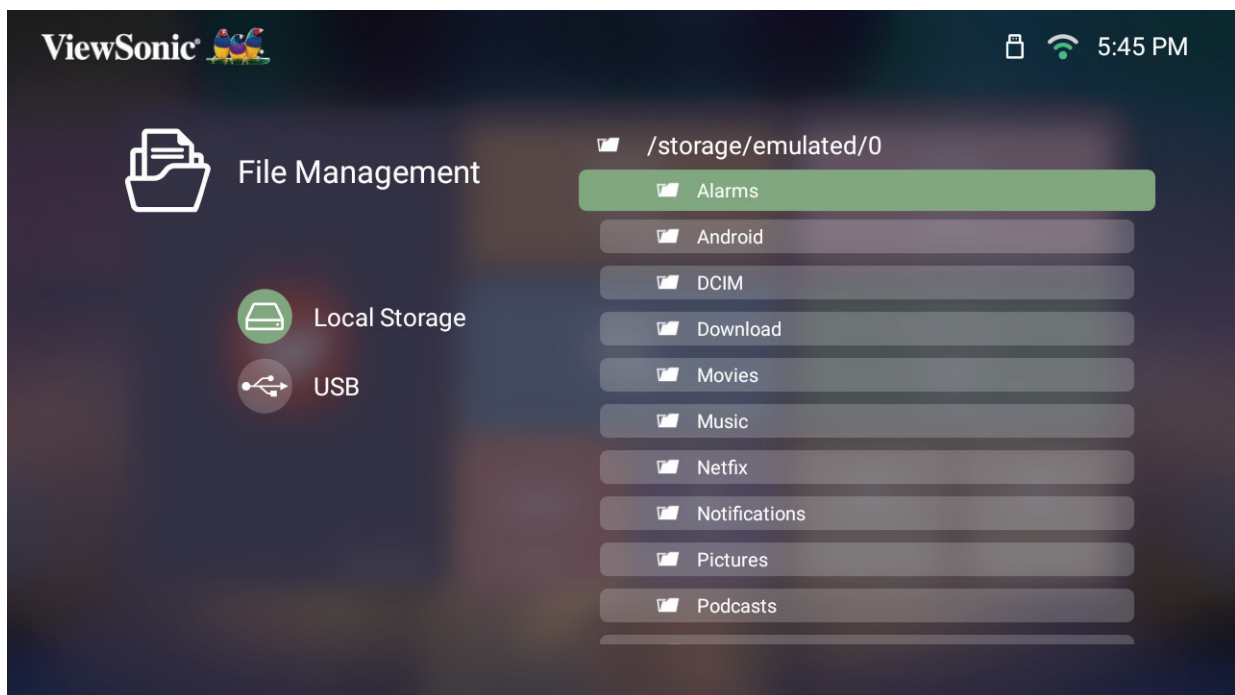 ViewSonic
5:45 PM
File Management
Local Storage
USB
/storage/emulated/0
Alarms
Android
DCIM
Download
Movies
Music
Netfix
Notifications
Pictures
Podcasts